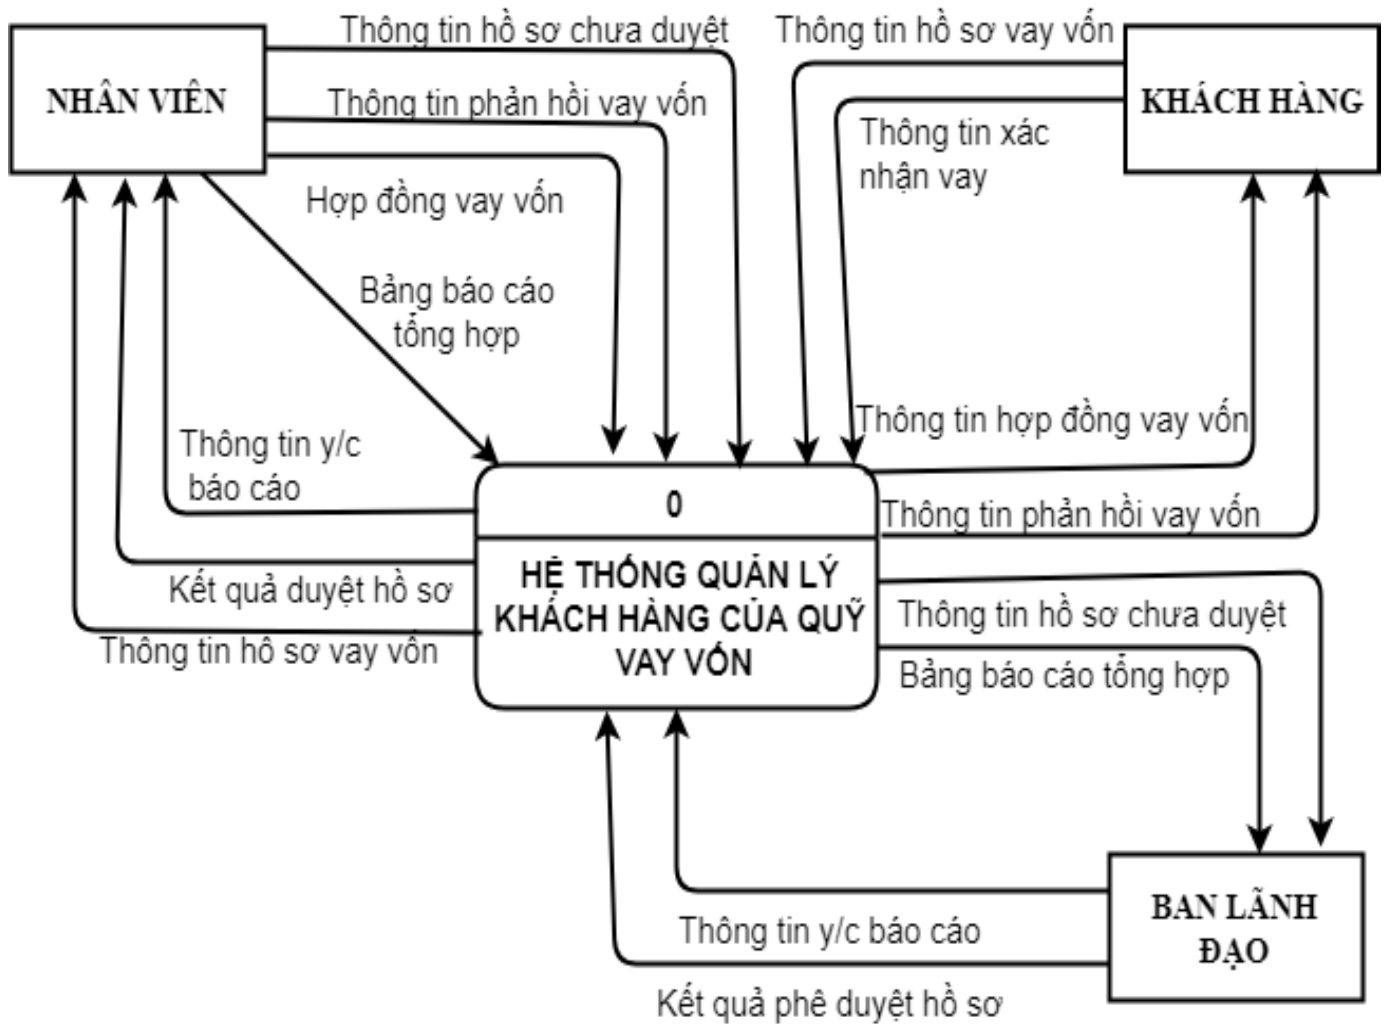 Thông tin hồ sơ chưa duyệt
Thông tin hồ sơ vay vốn
NHÂN VIÊN
KHÁCH HÀNG
Thông tin phản hồi vay vốn
Thông tin xác
nhận vay
Hợp đồng vay vốn
Bảng báo cáo
tổng hợp
Thông tin hợp đồng vay vốn
Thông tin y/c
báo cáo
0
Thông tin phản hồi vay vốn
HỆ THỐNG QUẢN LÝ
KHÁCH HÀNG CỦA QUỸ
VAY VỐN
Kết quả duyệt hồ sơ
Thông tin hồ sơ chưa duyệt
Thông tin hồ sơ vay vốn
Bảng báo cáo tổng hợp
BAN LÃNH
ĐẠO
Thông tin y/c báo cáo
Kết quả phê duyệt hồ sơ